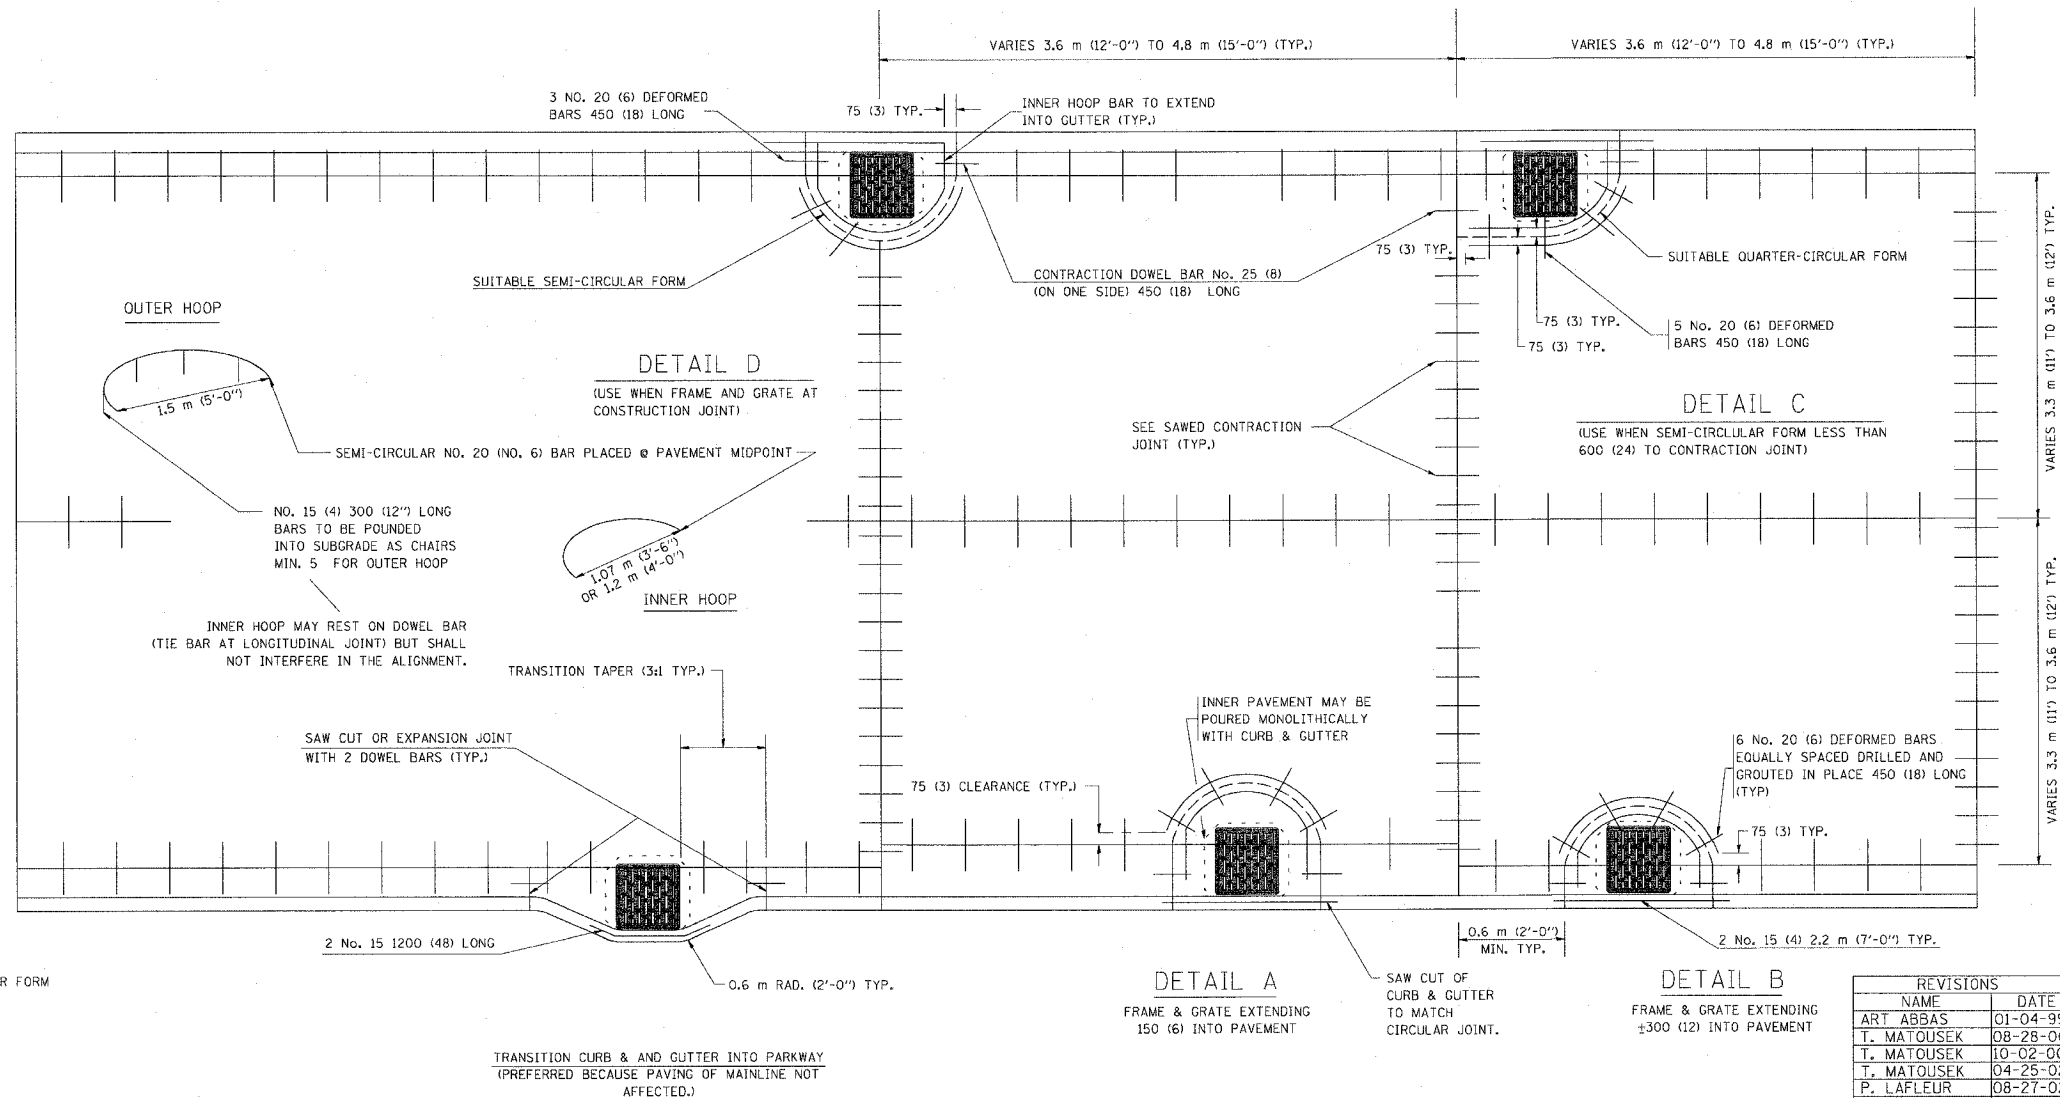 VARIES 3.6 m (12'-0") TO 4.8 m (15'-0") (TYP.)
VARIES 3.6 m (12'-0") TO 4.8 m (15'-0") (TYP.)
3 NO. 20 (6) DEFORMED
BARS 450 (18) LONG
75 (3) TYP.
INNER HOOP BAR TO EXTEND
INTO GUTTER (TYP.)
SUITABLE SEMI-CIRCULAR FORM
CONTRACTION DOWEL BAR No. 25 (8)
(ON ONE SIDE) 450 (18) LONG
75 (3) TYP.
SUITABLE QUARTER-CIRCULAR FORM
75 (3) TYP.
75 (3) TYP.
5 No. 20 (6) DEFORMED
BARS 450 (18) LONG
VARIES 3.3 m (11') TO 3.6 m (12') TYP.
OUTER HOOP
1.5 m (5'-0")
DETAIL D
(USE WHEN FRAME AND GRATE AT
CONSTRUCTION JOINT)
SEMI-CIRCULAR NO. 20 (NO. 6) BAR PLACED @ PAVEMENT MIDPOINT
SEE SAWED CONTRACTION
JOINT (TYP.)
DETAIL C
(USE WHEN SEMI-CIRCLULAR FORM LESS THAN
600 (24) TO CONTRACTION JOINT)
NO. 15 (4) 300 (12") LONG
BARS TO BE POUNDED
INTO SUBGRADE AS CHAIRS
MIN. 5 FOR OUTER HOOP
1.07 m (3'-6")
OR 1.2 m (4'-0")
INNER HOOP
INNER HOOP MAY REST ON DOWEL BAR
(TIE BAR AT LONGITUDINAL JOINT) BUT SHALL
NOT INTERFERE IN THE ALIGNMENT.
VARIES 3.3 m (11') TO 3.6 m (12') TYP.
TRANSITION TAPER (3:1 TYP.)
SAW CUT OR EXPANSION JOINT
WITH 2 DOWEL BARS (TYP.)
INNER PAVEMENT MAY BE
POURED MONOLITHICALLY
WITH CURB & GUTTER
75 (3) CLEARANCE (TYP.)
6 No. 20 (6) DEFORMED BARS
EQUALLY SPACED DRILLED AND
GROUTED IN PLACE 450 (18) LONG
(TYP)
75 (3) TYP.
2 No. 15 1200 (48) LONG
0.6 m RAD. (2'-0") TYP.
0.6 m (2'-0")
MIN. TYP.
2 No. 15 (4) 2.2 m (7'-0") TYP.
R FORM
DETAIL A
FRAME & GRATE EXTENDING
150 (6) INTO PAVEMENT
SAW CUT OF
CURB & GUTTER
TO MATCH
CIRCULAR JOINT.
DETAIL B
FRAME & GRATE EXTENDING
±300 (12) INTO PAVEMENT
TRANSITION CURB & AND GUTTER INTO PARKWAY
(PREFERRED BECAUSE PAVING OF MAINLINE NOT
AFFECTED.)
REVISIONS
NAME DATE
ART ABBAS 01-04-9
T. MATOUSEK 08-28-0
T. MATOUSEK 10-02-0
T. MATOUSEK 04-25-0
P. LAFLEUR 08-27-0